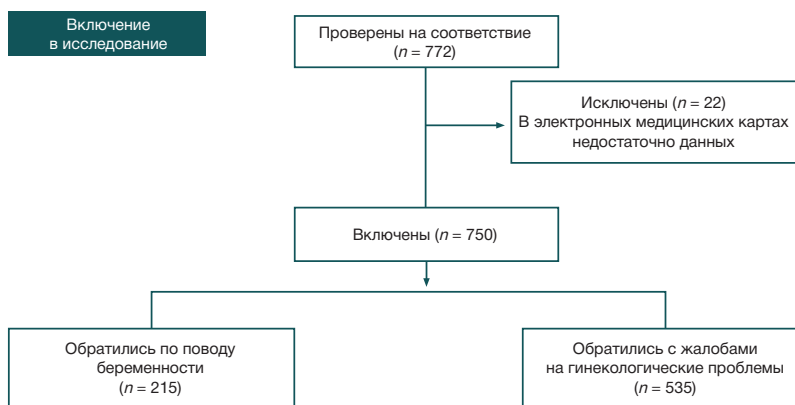 Включение
в исследование
Проверены на соответствие
(n = 772)
Исключены (n = 22)
В электронных медицинских картах
недостаточно данных
Включены (n = 750)
Обратились по поводу
беременности
(n = 215)
Обратились с жалобами
на гинекологические проблемы
(n = 535)